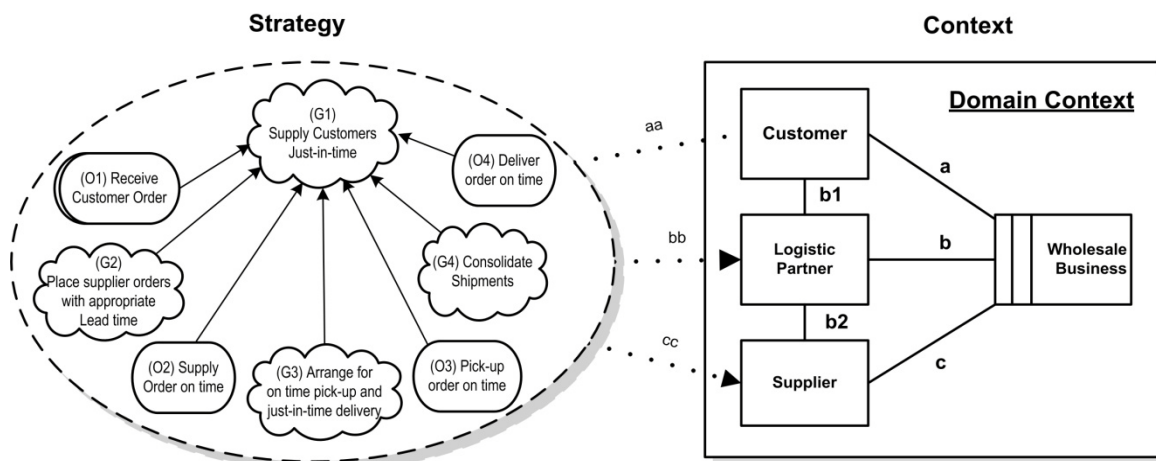 Strategy
Context
(G1)
Supply Customers
Just-in-time
(O1) Receive
Customer Order
(O4) Deliver
order on time
(G2)
Place supplier orders
with appropriate
Lead time
(G4) Consolidate
Shipments
(O2) Supply
Order on time
(G3) Arrange for
on time pick-up and
just-in-time delivery
(O3) Pick-up
order on time
aa
bb
cc
Domain Context
Customer
a
b1
Logistic
Partner
b
Wholesale
Business
b2
c
Supplier